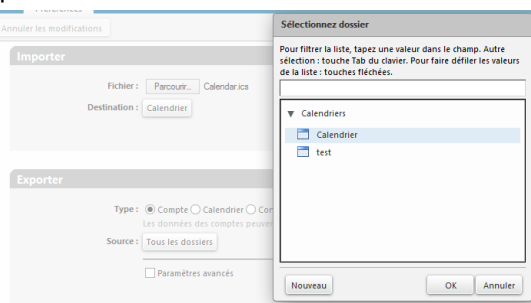 Préférences
Annuler les modifications
Importer
Fichier : Parcourir... Calendar.ics
Destination : Calendrier
Exporter
Type : Compte Calendrier
Les données des comptes
Source : Tous les dossiers
Paramètres avancés
Sélectionnez dossier
Pour filtrer la liste, tapez une valeur dans le champ. Autre
sélection : touche Tab du clavier. Pour faire défiler les valeurs
de la liste : touches fléchées.
Calendriers
Calendrier
test
Nouveau OK Annuler